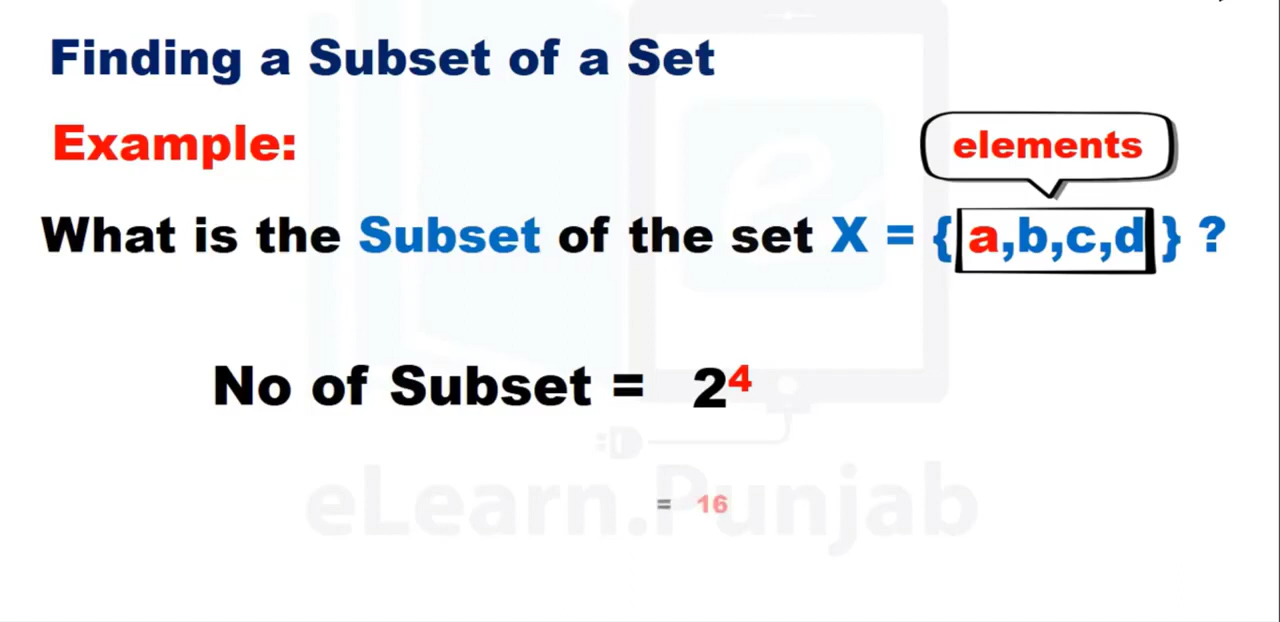 Finding a Subset of a Set
Example:
elements
What is the Subset of the set X = { a,b,c,d } ?
No of Subset = 2⁴
= 16
eLearn.Punjab